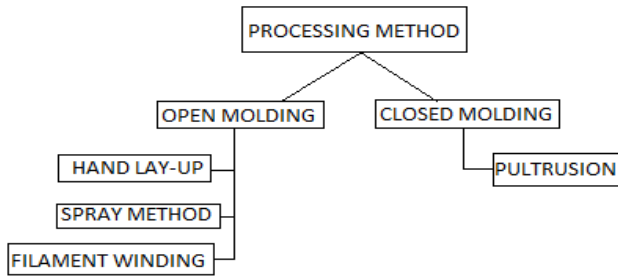 PROCESSING METHOD
OPEN MOLDING
CLOSED MOLDING
HAND LAY-UP
PULTRUSION
SPRAY METHOD
FILAMENT WINDING